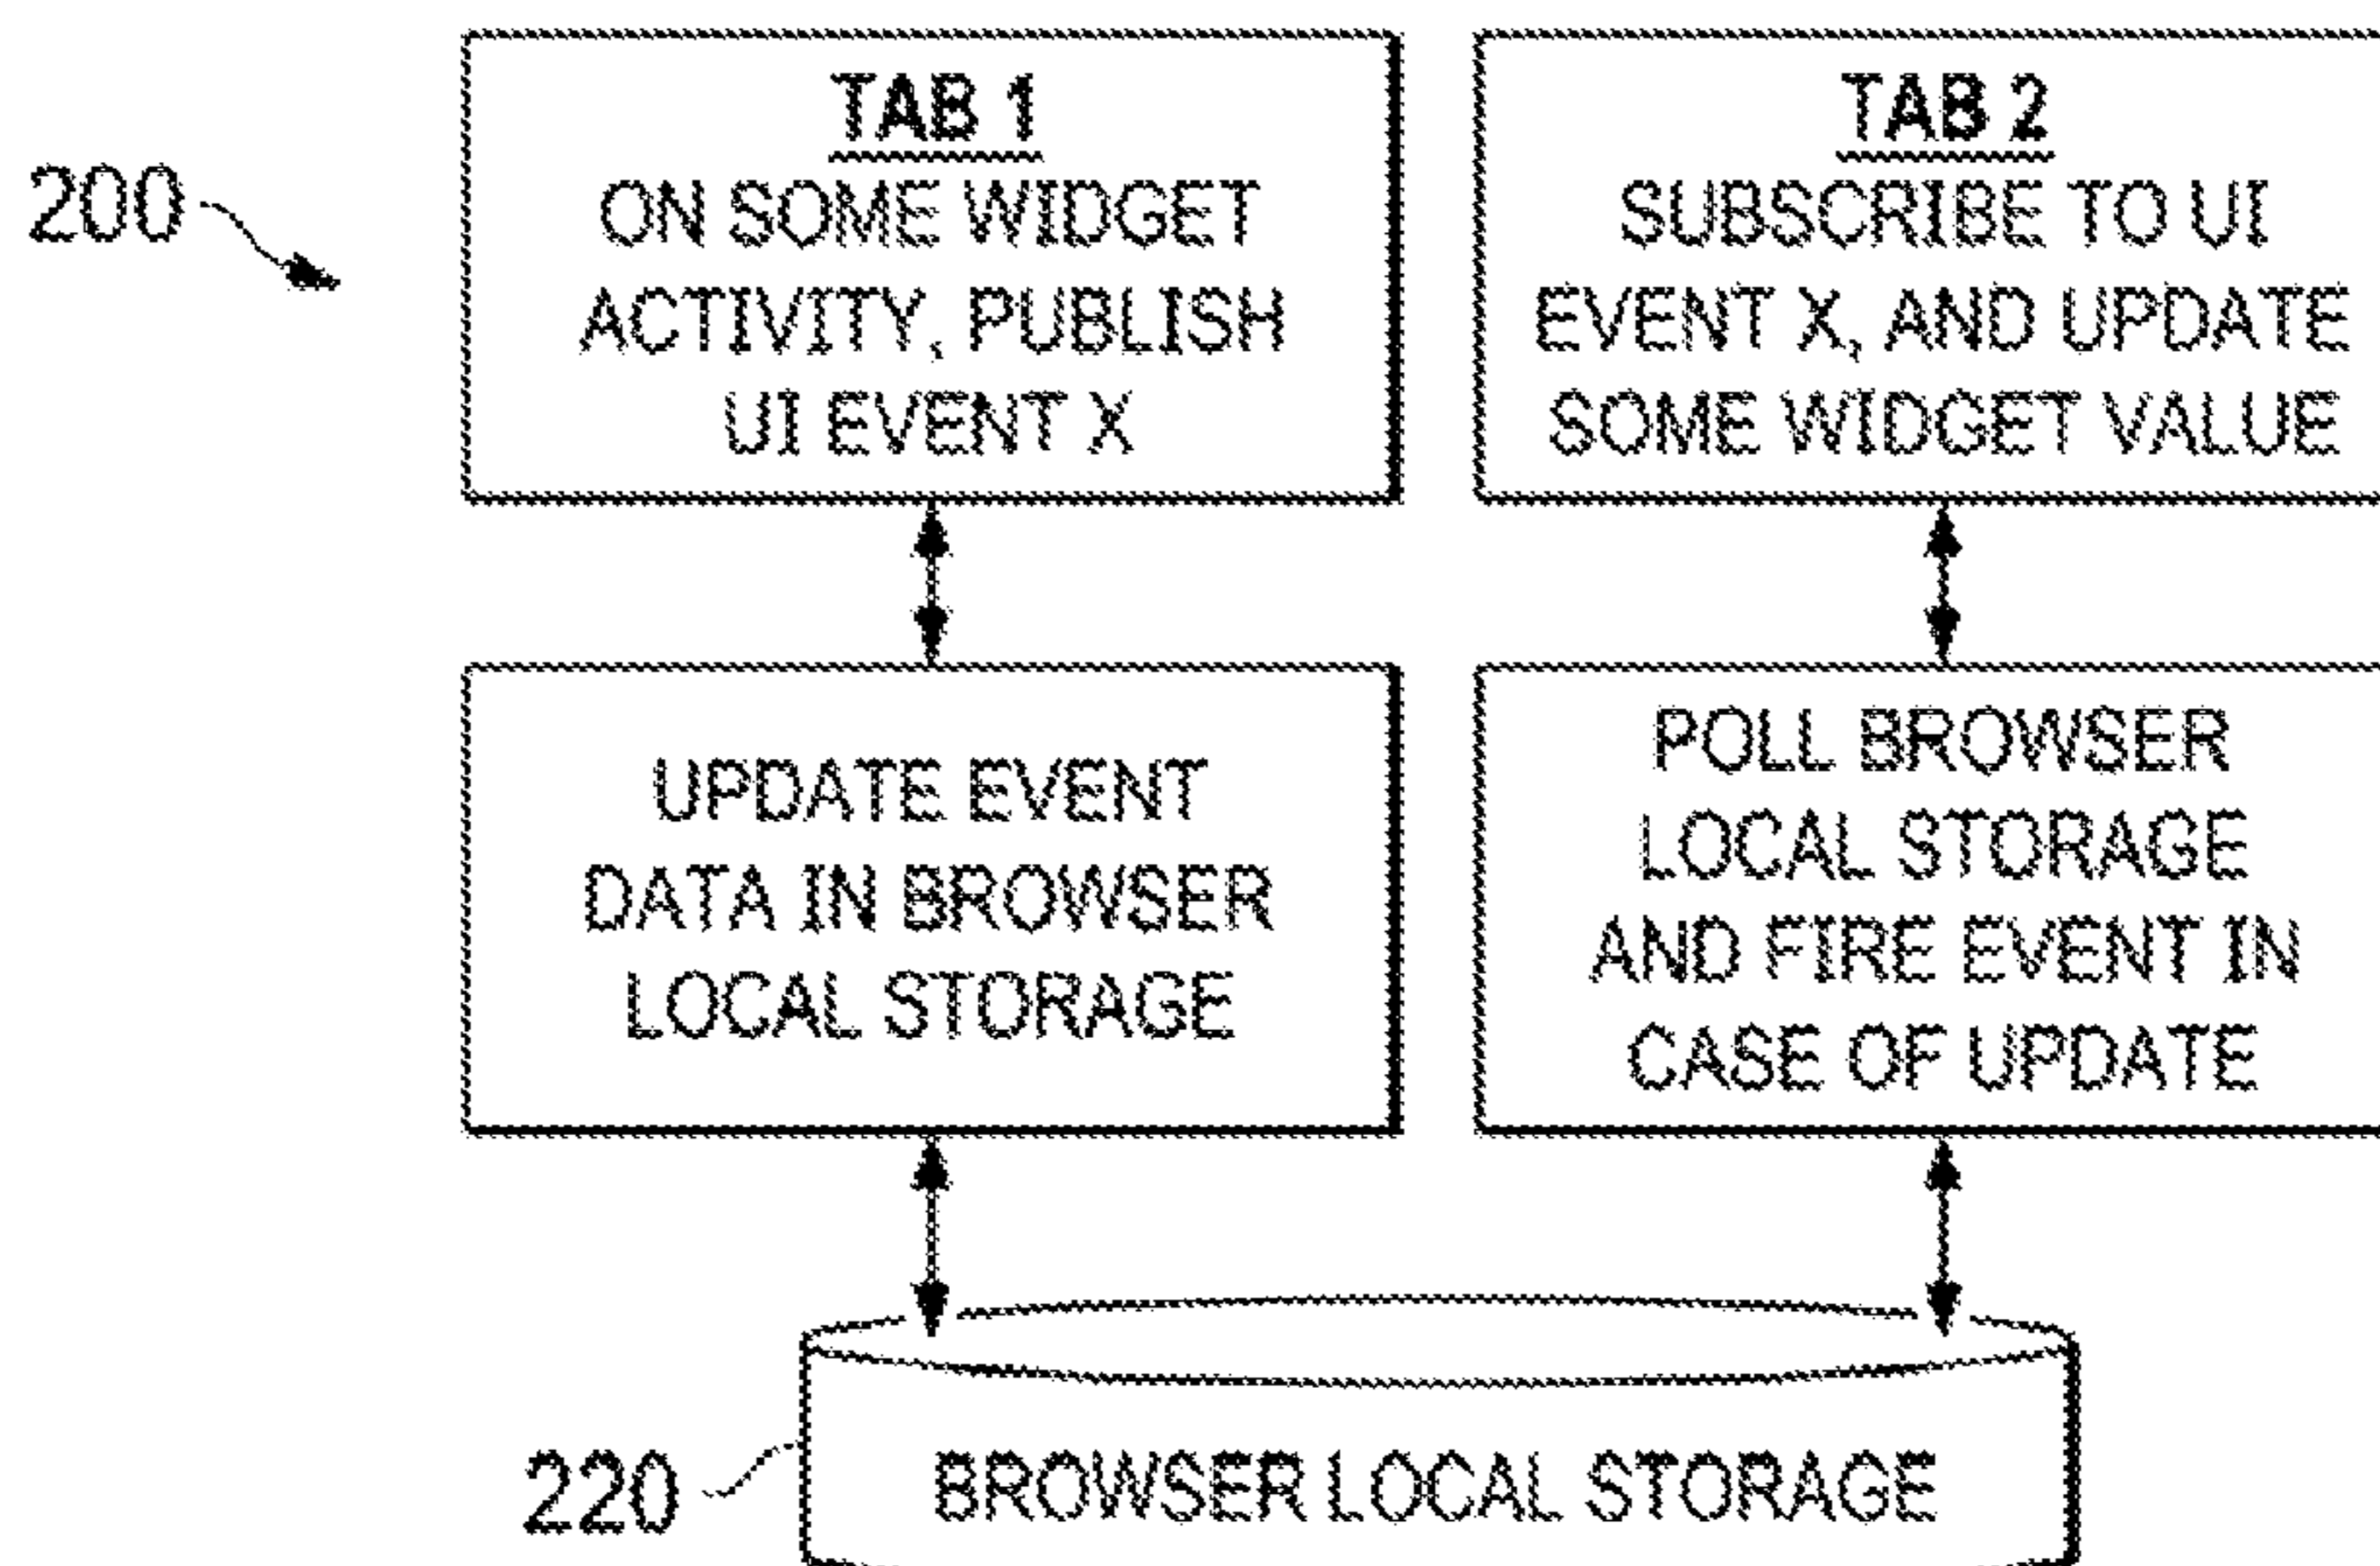 200
TAB 1
ON SOME WIDGET
ACTIVITY, PUBLISH
UI EVENT X
TAB 2
SUBSCRIBE TO UI
EVENT X, AND UPDATE
SOME WIDGET VALUE
UPDATE EVENT
DATA IN BROWSER
LOCAL STORAGE
POLL BROWSER
LOCAL STORAGE
AND FIRE EVENT IN
CASE OF UPDATE
220
BROWSER LOCAL STORAGE